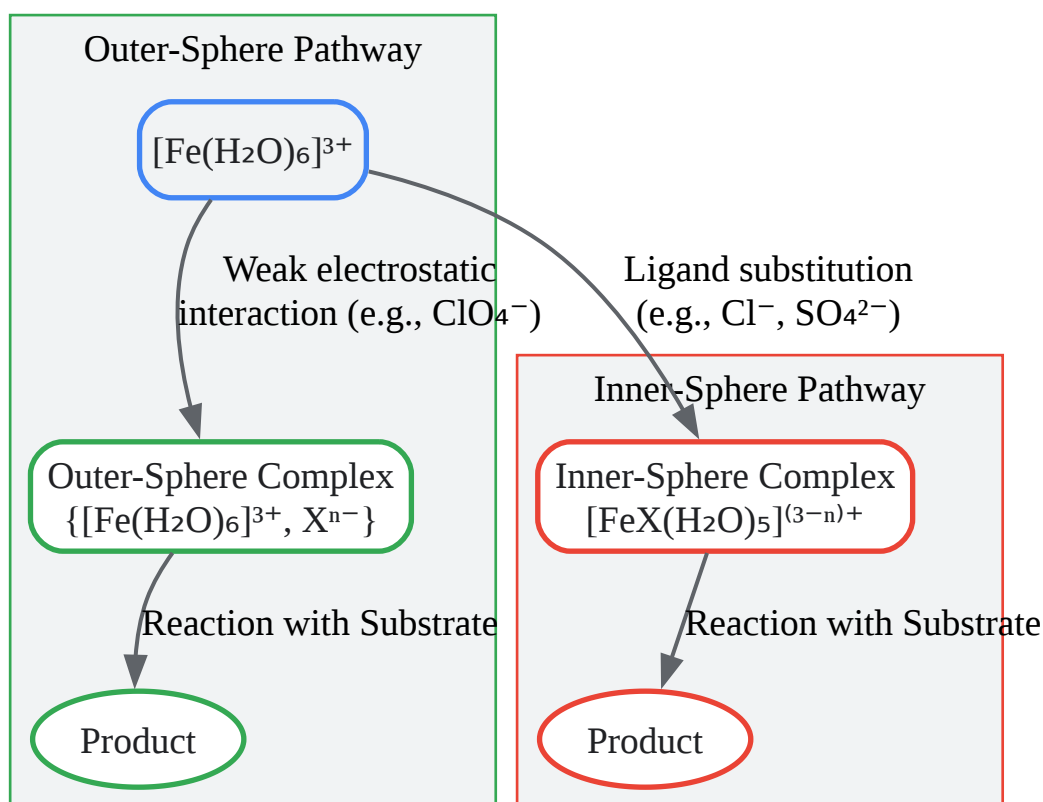 Outer-Sphere Pathway
[Fe(H₂O)₆]³⁺
Weak electrostatic
interaction (e.g., ClO₄⁻)
Ligand substitution
(e.g., Cl⁻, SO₄²⁻)
Inner-Sphere Pathway
Outer-Sphere Complex
{[Fe(H₂O)₆]³⁺, Xⁿ⁻}
Inner-Sphere Complex
[FeX(H₂O)₅]⁽³⁻ⁿ⁾⁺
Reaction with Substrate
Reaction with Substrate
Product
Product